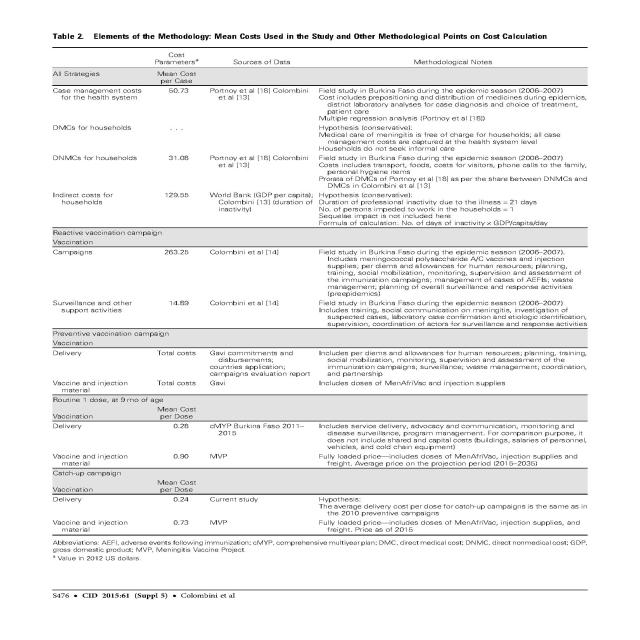 Table 2. Elements of the Methodology: Mean Costs Used in the Study and Other Methodological Points on Cost Calculation
Cost Parametersᵃ Sources of Data Methodological Notes
All Strategies Mean Cost per Case
Case management costs for the health system 50.73 Portnoy et al [18] Colombini et al [13] Field study in Burkina Faso during the epidemic season (2006–2007)
Cost includes prepositioning and distribution of medicines during epidemics,
district laboratory analyses for case diagnosis and choice of treatment,
patient care
Multiple regression analysis (Portnoy et al [18])
DMCs for households . . . Hypothesis (conservative):
Medical care of meningitis is free of charge for households; all case
management costs are captured at the health system level
Households do not seek informal care
DNMCs for households 31.08 Portnoy et al [18] Colombini et al [13] Field study in Burkina Faso during the epidemic season (2006–2007)
Cost includes transport, foods, costs for visitors, phone calls to the family,
personal hygiene items
Prorata of DMCs of Portnoy et al [18] as per the share between DNMCs and
DMCs in Colombini et al [13]
Indirect costs for households 129.55 World Bank (GDP per capita); Colombini [13] (duration of inactivity) Hypothesis (conservative):
Duration of professional inactivity due to the illness = 21 days
No. of persons impeded to work in the households = 1
Sequelae impact is not included here
Formula of calculation: No. of days of inactivity × GDP/capita/day
Reactive vaccination campaign
Vaccination
Campaigns 263.25 Colombini et al [14] Field study in Burkina Faso during the epidemic season (2006–2007).
Includes meningococcal polysaccharide A/C vaccines and injection
supplies; per diems and allowances for human resources; planning,
training, social mobilization, monitoring, supervision and assessment of
the immunization campaigns; management of cases of AEFIs; waste
management; planning of overall surveillance and response activities
(preepidemics)
Surveillance and other support activities 14.89 Colombini et al [14] Field study in Burkina Faso during the epidemic season (2006–2007)
Includes training, social communication on meningitis, investigation of
suspected cases, laboratory case confirmation and etiologic identification,
supervision, coordination of actors for surveillance and response activities
Preventive vaccination campaign
Vaccination
Delivery Total costs Gavi commitments and disbursements; countries application; campaigns evaluation report Includes per diems and allowances for human resources; planning, training,
social mobilization, monitoring, supervision and assessment of the
immunization campaigns; surveillance; waste management; coordination,
and partnership
Vaccine and injection material Total costs Gavi Includes doses of MenAfriVac and injection supplies
Routine 1 dose, at 9 mo of age
Vaccination Mean Cost per Dose
Delivery 0.28 cMYP Burkina Faso 2011–2015 Includes service delivery, advocacy and communication, monitoring and
disease surveillance, program management. For comparison purpose, it
does not include shared and capital costs (buildings, salaries of personnel,
vehicles, and cold chain equipment)
Vaccine and injection material 0.90 MVP Fully loaded price—includes doses of MenAfriVac, injection supplies and
freight. Average price on the projection period (2015–2035)
Catch-up campaign
Vaccination Mean Cost per Dose
Delivery 0.24 Current study Hypothesis:
The average delivery cost per dose for catch-up campaigns is the same as in
the 2010 preventive campaigns
Vaccine and injection material 0.73 MVP Fully loaded price—includes doses of MenAfriVac, injection supplies, and
freight. Price as of 2015
Abbreviations: AEFI, adverse events following immunization; cMYP, comprehensive multiyear plan; DMC, direct medical cost; DNMC, direct nonmedical cost; GDP,
gross domestic product; MVP, Meningitis Vaccine Project.
ᵃ Value in 2012 US dollars.
S476 • CID 2015:61 (Suppl 5) • Colombini et al